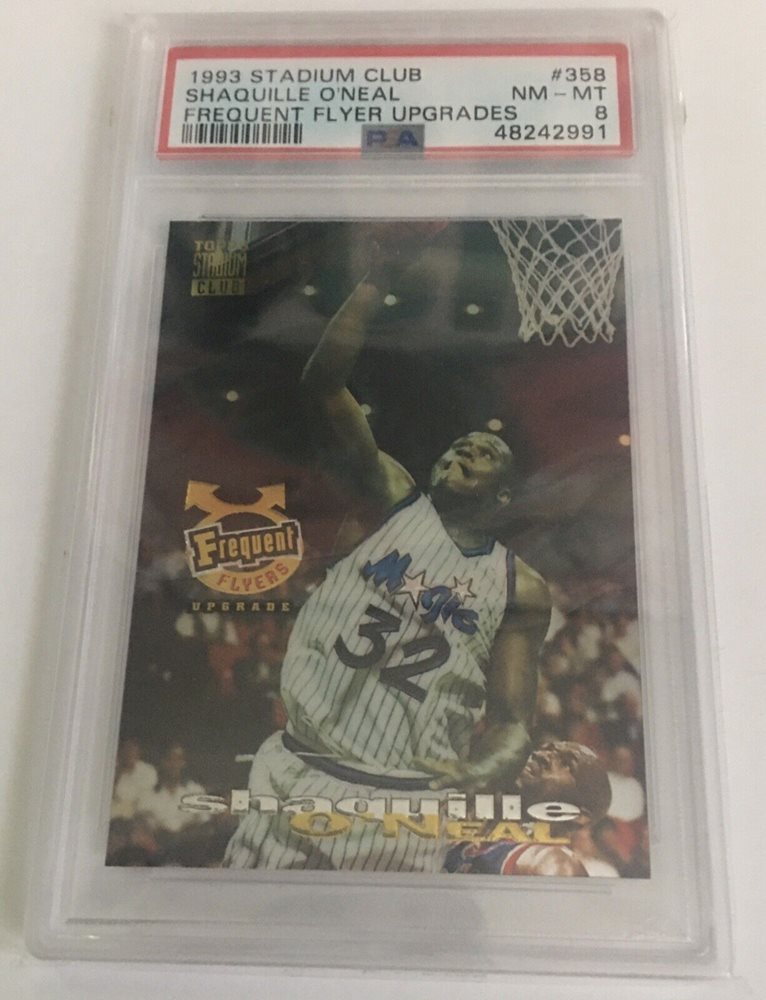 1993 STADIUM CLUB #358
SHAQUILLE O'NEAL NM - MT
FREQUENT FLYER UPGRADES 8
PSA 48242991
TOPPS
STADIUM
CLUB
Frequent
FLYERS
UPGRADE
Magic
32
shaquille
O'NEAL